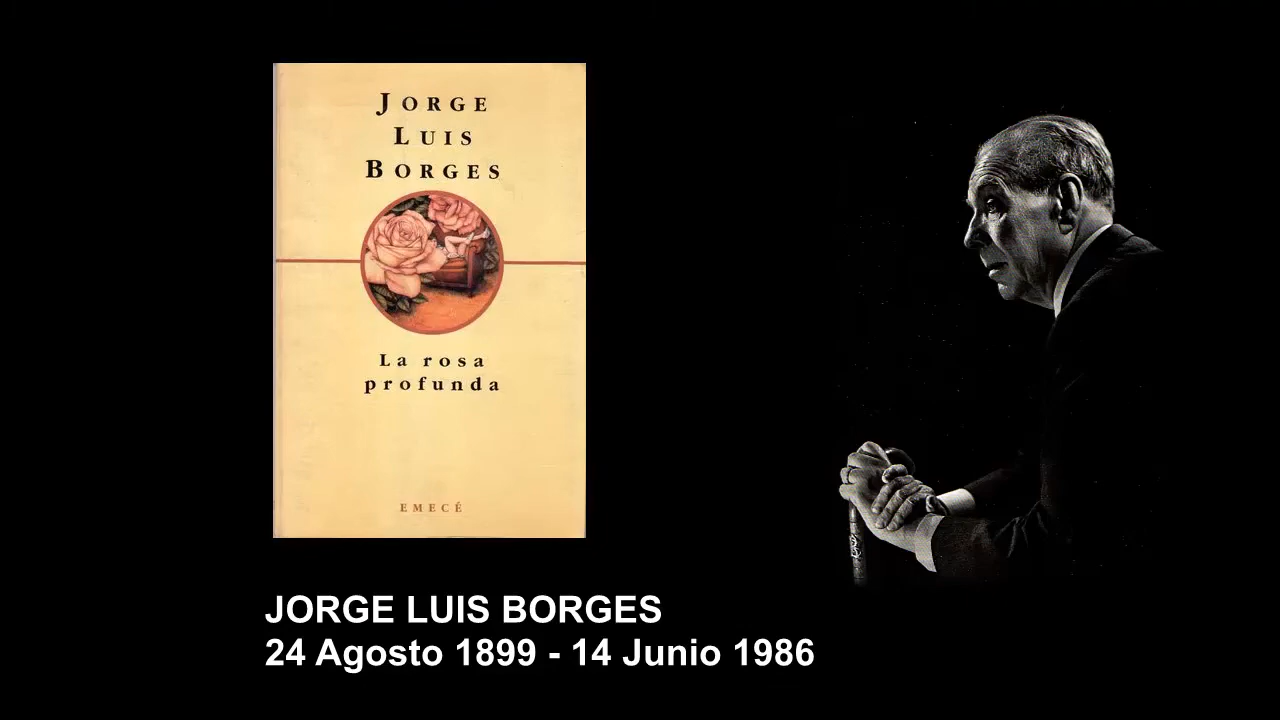 JORGE
LUIS
BORGES
La rosa
profunda
EMECÉ
JORGE LUIS BORGES
24 Agosto 1899 - 14 Junio 1986